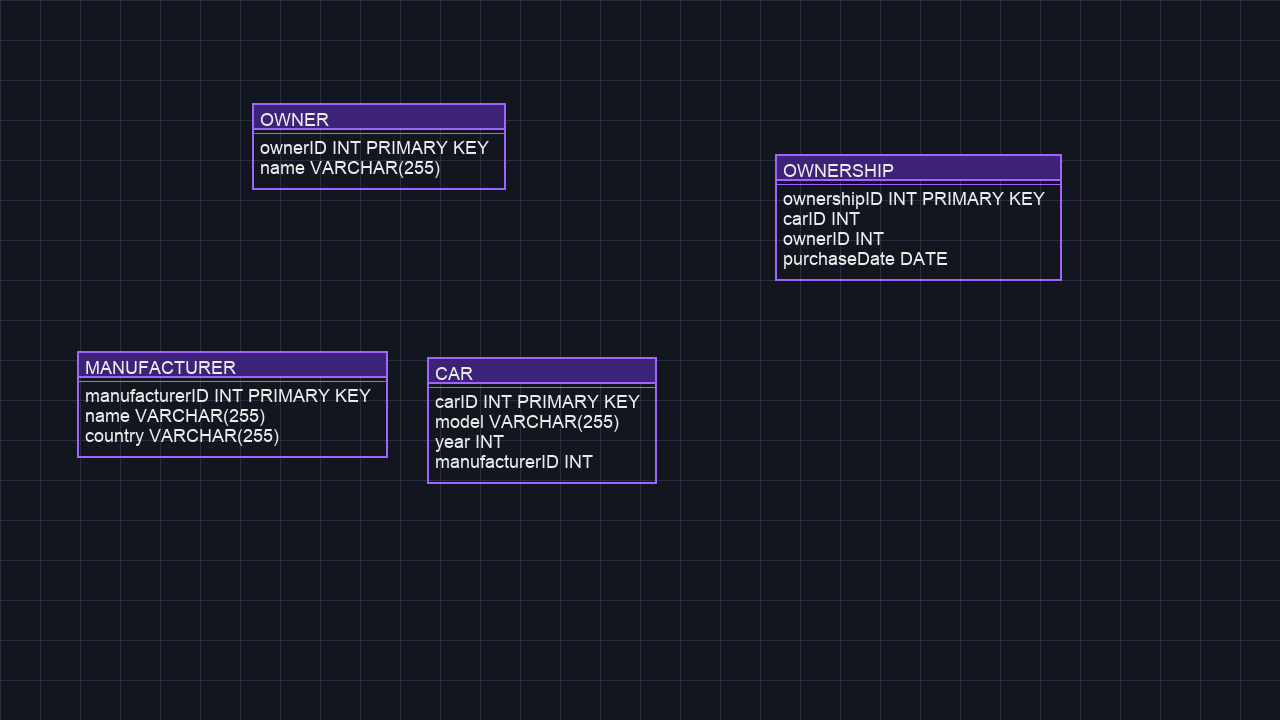 OWNER
ownerID INT PRIMARY KEY
name VARCHAR(255)
OWNERSHIP
ownershipID INT PRIMARY KEY
carID INT
ownerID INT
purchaseDate DATE
MANUFACTURER
manufacturerID INT PRIMARY KEY
name VARCHAR(255)
country VARCHAR(255)
CAR
carID INT PRIMARY KEY
model VARCHAR(255)
year INT
manufacturerID INT